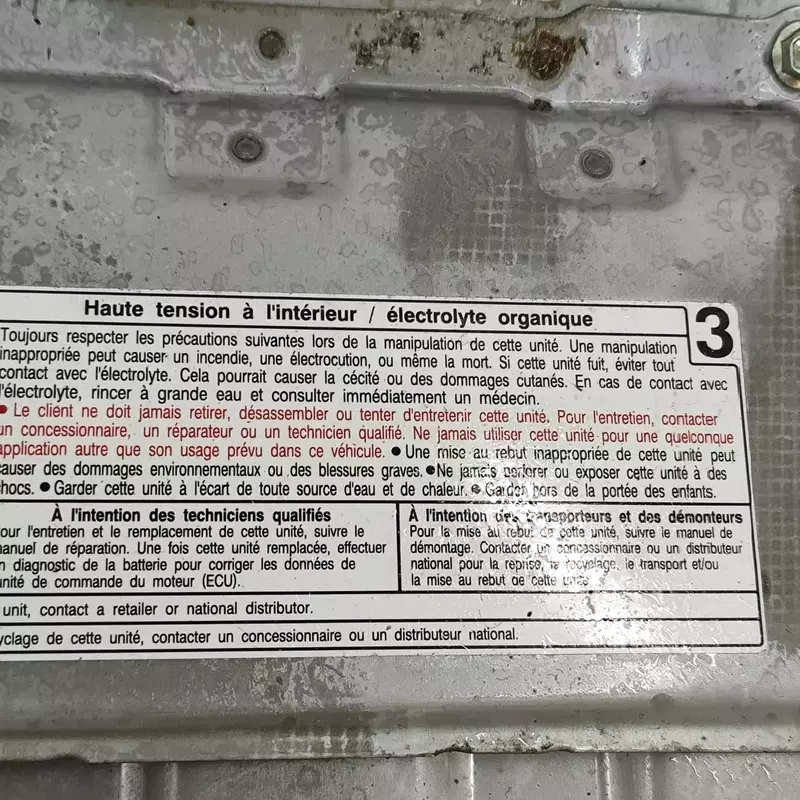 Haute tension à l'intérieur / électrolyte organique
3
Toujours respecter les précautions suivantes lors de la manipulation de cette unité. Une manipulation
inappropriée peut causer un incendie, une électrocution, ou même la mort. Si cette unité fuit, éviter tout
contact avec l'électrolyte. Cela pourrait causer la cécité ou des dommages cutanés. En cas de contact avec
l'électrolyte, rincer à grande eau et consulter immédiatement un médecin.
• Le client ne doit jamais retirer, désassembler ou tenter d'entretenir cette unité. Pour l'entretien, contacter
un concessionnaire, un réparateur ou un technicien qualifié. Ne jamais utiliser cette unité pour une quelconque
application autre que son usage prévu dans ce véhicule. • Une mise au rebut inappropriée de cette unité peut
causer des dommages environnementaux ou des blessures graves. • Ne jamais perforer ou exposer cette unité à des
chocs. • Garder cette unité à l'écart de toute source d'eau et de chaleur. • Garder hors de la portée des enfants.
À l'intention des techniciens qualifiés
Pour l'entretien et le remplacement de cette unité, suivre le
manuel de réparation. Une fois cette unité remplacée, effectuer
un diagnostic de la batterie pour corriger les données de
unité de commande du moteur (ECU).
À l'intention des transporteurs et des démonteurs
Pour la mise au rebut de cette unité, suivre le manuel de
démontage. Contacter un concessionnaire ou un distributeur
national pour la reprise, le recyclage, le transport et/ou
la mise au rebut de cette unité.
unit, contact a retailer or national distributor.
cyclage de cette unité, contacter un concessionnaire ou un distributeur national.